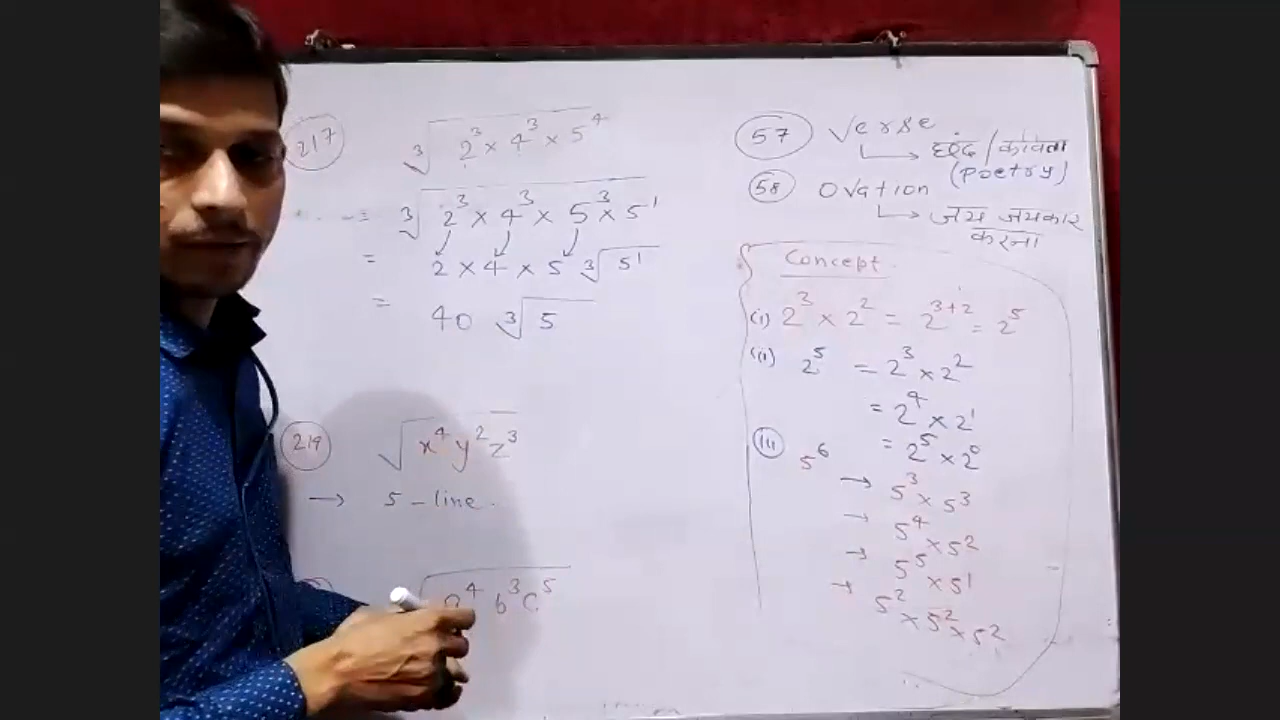 217 ∛(2³ × 4³ × 5⁴)
= ∛(2³ × 4³ × 5³ × 5¹)
= 2 × 4 × 5 ∛5¹
= 40 ∛5
219 √(x⁴y²z³)
→ 5-line.
√(a⁴b³c⁵)
57 Verse
→ छंद/कविता
(Poetry)
58 Ovation
→ जय जयकार
करना
Concept
(i) 2³ × 2² = 2³⁺² = 2⁵
(ii) 2⁵ = 2³ × 2²
= 2⁴ × 2¹
= 2⁵ × 2⁰
(iii) 5⁶
→ 5³ × 5³
→ 5⁴ × 5²
→ 5⁵ × 5¹
→ 5² × 5² × 5²